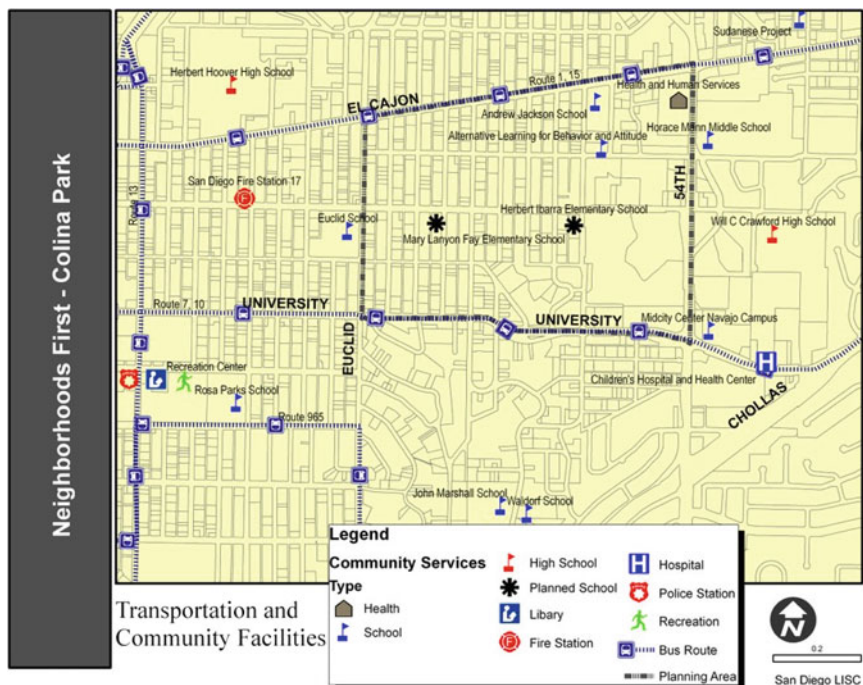 Neighborhoods First - Colina Park
Sudanese Project
Herbert Hoover High School
Route 1, 15
EL CAJON
Health and Human Services
Andrew Jackson School
Alternative Learning for Behavior and Attitude
Horace Mann Middle School
54TH
San Diego Fire Station 17
Route 13
Euclid School
Herbert Ibarra Elementary School
Mary Lanyon Fay Elementary School
Will C Crawford High School
Route 7, 10
UNIVERSITY
UNIVERSITY
Midcity Center Navajo Campus
EUCLID
Recreation Center
Rosa Parks School
Children's Hospital and Health Center
H
CHOLLAS
Route 965
John Marshall School
Waldorf School
Transportation and
Community Facilities
Legend
Community Services
Type
Health
School
High School
Planned School
Libary
F
Fire Station
H
Hospital
Police Station
Recreation
Bus Route
Planning Area
N
0.2
San Diego LISC